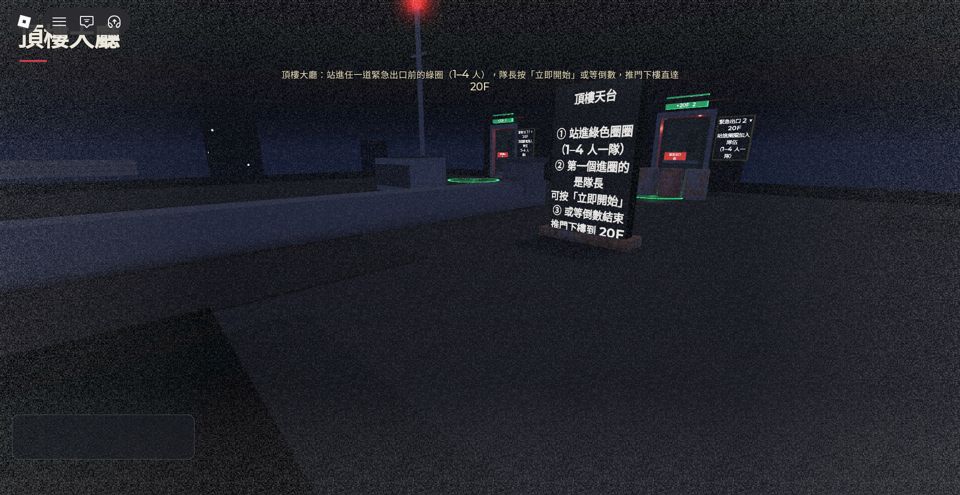 頂樓大廳
頂樓大廳：站進任一道緊急出口前的綠圈（1–4 人），隊長按「立即開始」或等倒數，推門下樓直達
20F
頂樓天台
① 站進綠色圈圈
（1–4 人一隊）
② 第一個進圈的
是隊長
可按「立即開始」
③ 或等倒數結束
推門下樓到 20F
→20F 2
緊急出口 2
20F
（1–4 人一
隊）